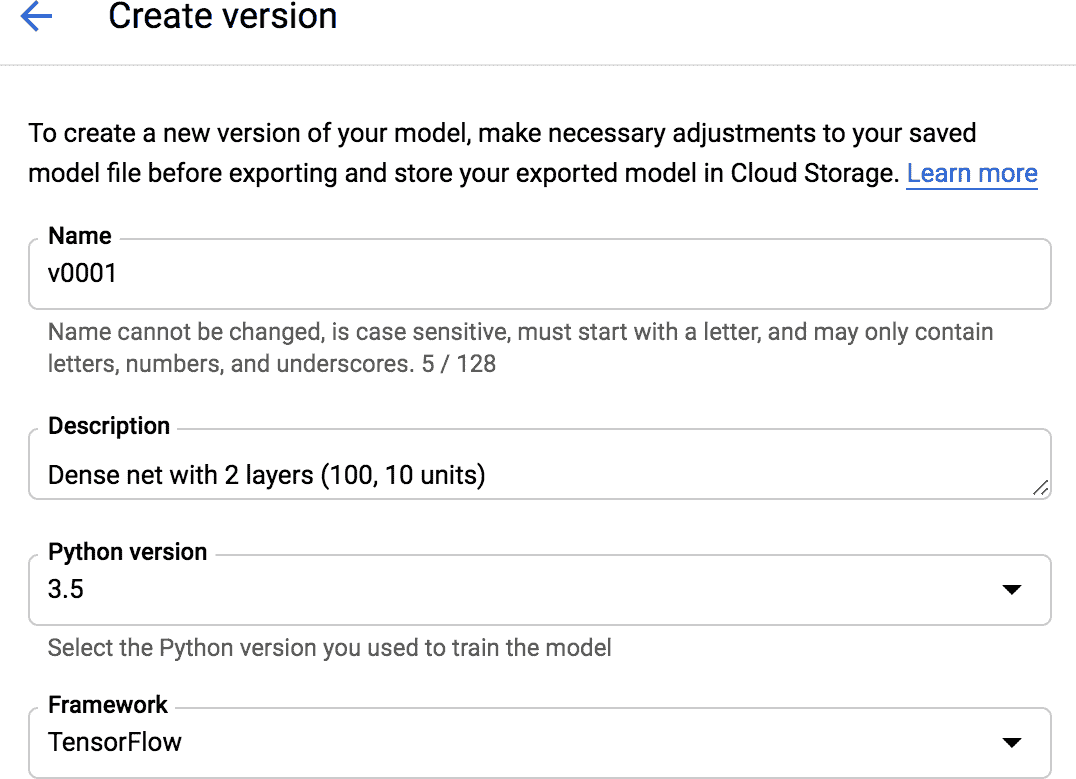 Create version
To create a new version of your model, make necessary adjustments to your saved
model file before exporting and store your exported model in Cloud Storage. Learn more
Name
v0001
Name cannot be changed, is case sensitive, must start with a letter, and may only contain
letters, numbers, and underscores. 5 / 128
Description
Dense net with 2 layers (100, 10 units)
Python version
3.5
Select the Python version you used to train the model
Framework
TensorFlow